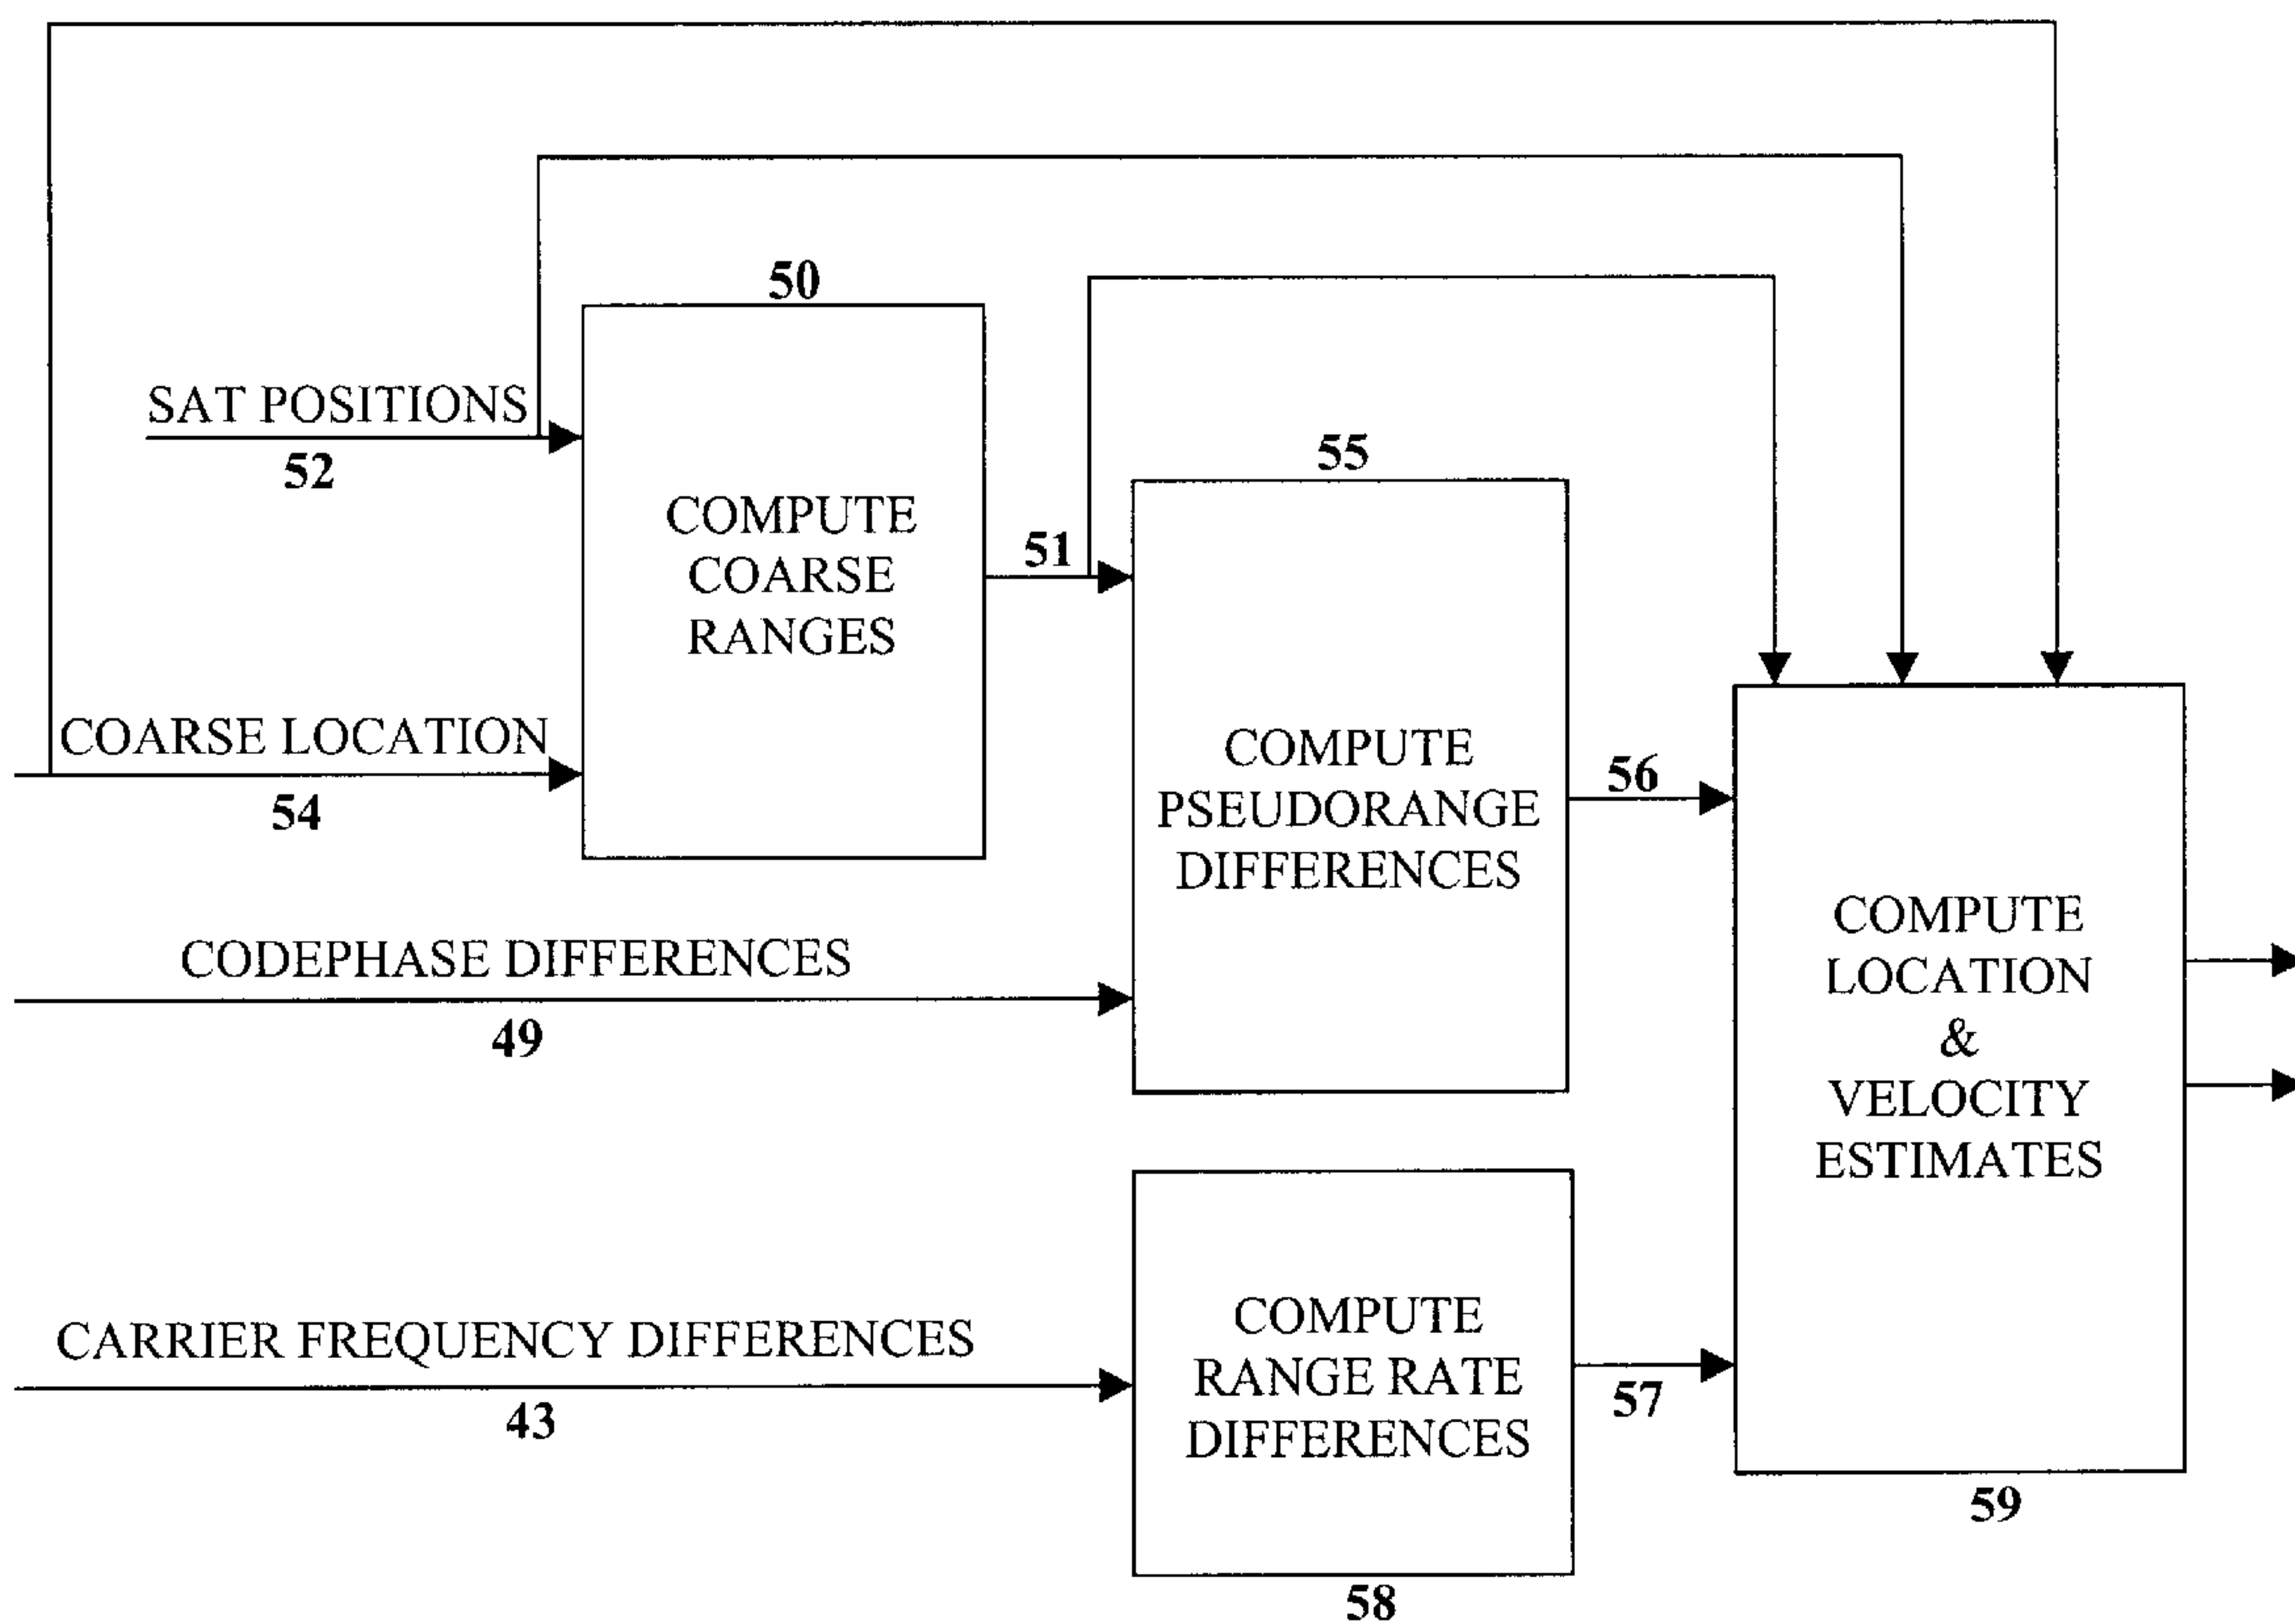 50
SAT POSITIONS
52
COMPUTE
COARSE
RANGES
51
COARSE LOCATION
54
55
COMPUTE
PSEUDORANGE
DIFFERENCES
56
CODEPHASE DIFFERENCES
49
COMPUTE
LOCATION
&
VELOCITY
ESTIMATES
59
CARRIER FREQUENCY DIFFERENCES
43
COMPUTE
RANGE RATE
DIFFERENCES
57
58